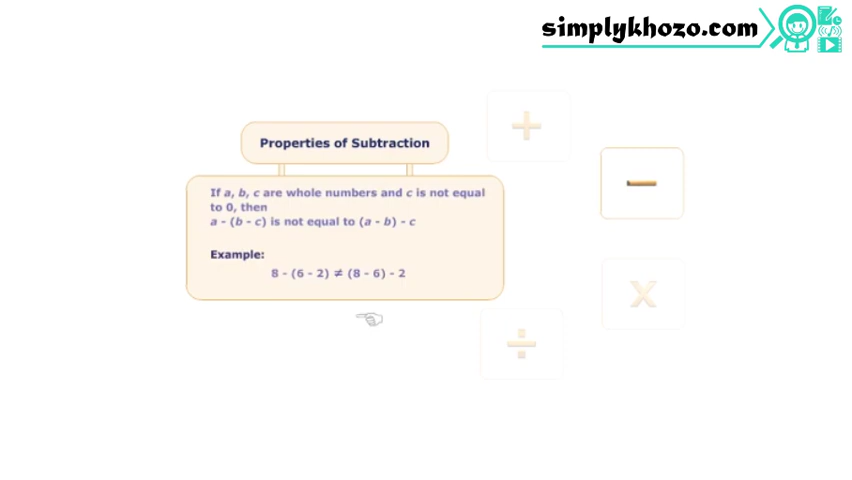 simplykhozo.com
Properties of Subtraction
If a, b, c are whole numbers and c is not equal
to 0, then
a - (b - c) is not equal to (a - b) - c
Example:
8 - (6 - 2) ≠ (8 - 6) - 2
+
−
x
÷